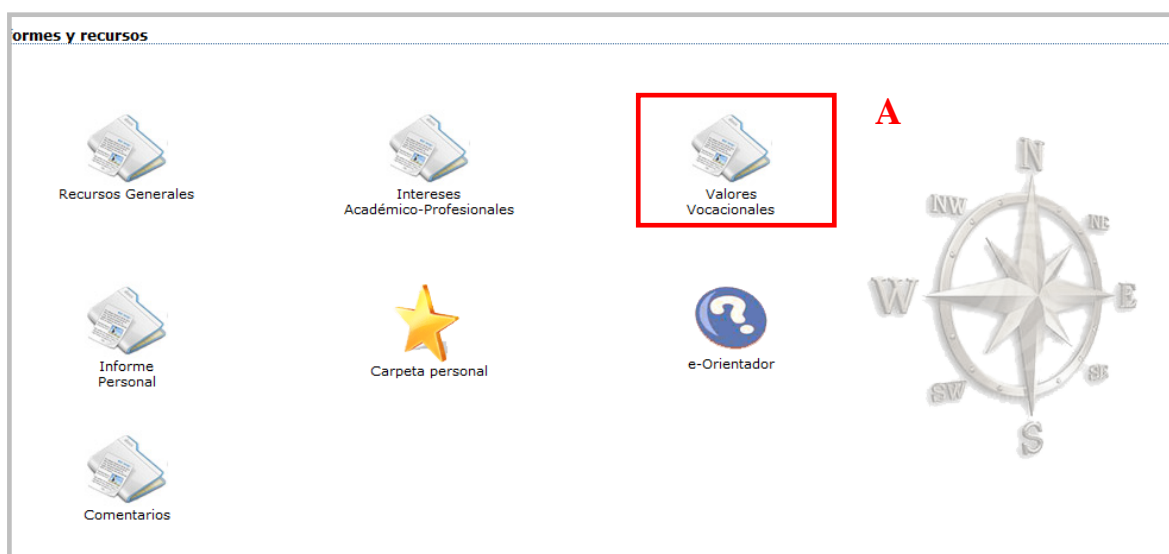 ormes y recursos
A
Recursos Generales
Intereses
Académico-Profesionales
Valores
Vocacionales
N
NW
NE
W
E
SW
SE
S
Informe
Personal
Carpeta personal
e-Orientador
Comentarios